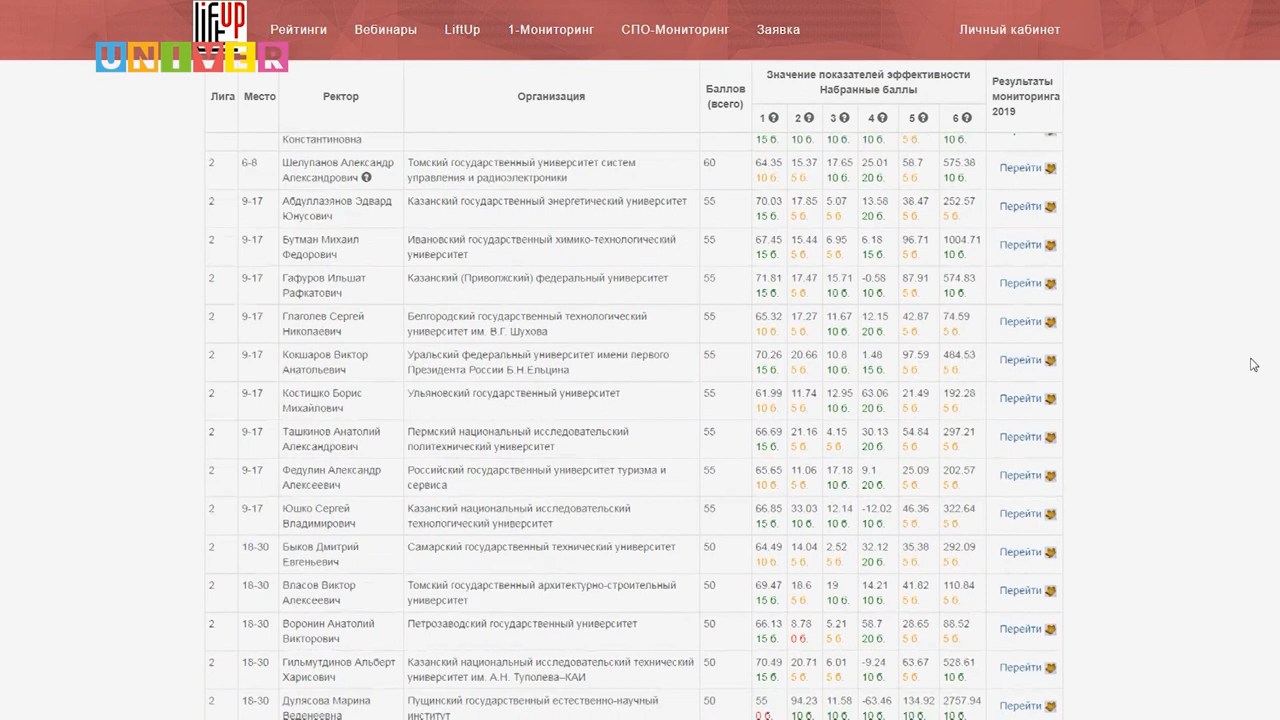 Lift UP
UNIVER
Рейтинги Вебинары LiftUp 1-Мониторинг СПО-Мониторинг Заявка Личный кабинет
Лига Место Ректор Организация Баллов (всего) Значение показателей эффективности Набранные баллы Результаты мониторинга 2019
1 2 3 4 5 6
Константиновна 15 б. 10 б. 10 б. 10 б. 5 б. 10 б.
2 6-8 Шелупанов Александр Томский государственный университет систем 60 64.35 15.37 17.65 25.01 58.7 575.38 Перейти
Александрович управления и радиоэлектроники 10 б. 5 б. 10 б. 20 б. 5 б. 10 б.
2 9-17 Абдуллазянов Эдвард Казанский государственный энергетический университет 55 70.03 17.85 5.07 13.58 38.47 252.57 Перейти
Юнусович 15 б. 5 б. 5 б. 20 б. 5 б. 5 б.
2 9-17 Бутман Михаил Ивановский государственный химико-технологический 55 67.45 15.44 6.95 6.18 96.71 1004.71 Перейти
Федорович университет 15 б. 5 б. 5 б. 15 б. 5 б. 10 б.
2 9-17 Гафуров Ильшат Казанский (Приволжский) федеральный университет 55 71.81 17.47 15.71 -0.58 87.91 574.83 Перейти
Рафкатович 15 б. 5 б. 10 б. 10 б. 5 б. 10 б.
2 9-17 Глаголев Сергей Белгородский государственный технологический 55 65.32 17.27 11.67 12.15 42.87 74.59 Перейти
Николаевич университет им. В.Г. Шухова 10 б. 5 б. 10 б. 20 б. 5 б. 5 б.
2 9-17 Кокшаров Виктор Уральский федеральный университет имени первого 55 70.26 20.66 10.8 1.48 97.59 484.53 Перейти
Анатольевич Президента России Б.Н.Ельцина 15 б. 5 б. 10 б. 15 б. 5 б. 5 б.
2 9-17 Костишко Борис Ульяновский государственный университет 55 61.99 11.74 12.95 63.06 21.49 192.28 Перейти
Михайлович 10 б. 5 б. 10 б. 20 б. 5 б. 5 б.
2 9-17 Ташкинов Анатолий Пермский национальный исследовательский 55 66.69 21.16 4.15 30.13 54.84 297.21 Перейти
Александрович политехнический университет 15 б. 5 б. 5 б. 20 б. 5 б. 5 б.
2 9-17 Федулин Александр Российский государственный университет туризма и 55 65.65 11.06 17.18 9.1 25.09 202.57 Перейти
Алексеевич сервиса 10 б. 5 б. 10 б. 20 б. 5 б. 5 б.
2 9-17 Юшко Сергей Казанский национальный исследовательский 55 66.85 33.03 12.14 -12.02 46.36 322.64 Перейти
Владимирович технологический университет 15 б. 10 б. 10 б. 10 б. 5 б. 5 б.
2 18-30 Быков Дмитрий Самарский государственный технический университет 50 64.49 14.04 2.52 32.12 35.38 292.09 Перейти
Евгеньевич 10 б. 5 б. 5 б. 20 б. 5 б. 5 б.
2 18-30 Власов Виктор Томский государственный архитектурно-строительный 50 69.47 18.6 19 14.21 41.82 110.84 Перейти
Алексеевич университет 15 б. 5 б. 10 б. 10 б. 5 б. 5 б.
2 18-30 Воронин Анатолий Петрозаводский государственный университет 50 66.13 8.78 5.21 58.7 28.65 88.52 Перейти
Викторович 15 б. 0 б. 5 б. 20 б. 5 б. 5 б.
2 18-30 Гильмутдинов Альберт Казанский национальный исследовательский технический 50 70.49 20.71 6.01 -9.24 63.67 528.61 Перейти
Харисович университет им. А.Н. Туполева–КАИ 15 б. 5 б. 5 б. 10 б. 5 б. 10 б.
2 18-30 Дулясова Марина Пущинский государственный естественно-научный 50 55 94.23 11.58 -63.46 134.92 2757.94 Перейти
Веденеевна институт 0 б. 10 б. 10 б. 10 б. 10 б. 10 б.